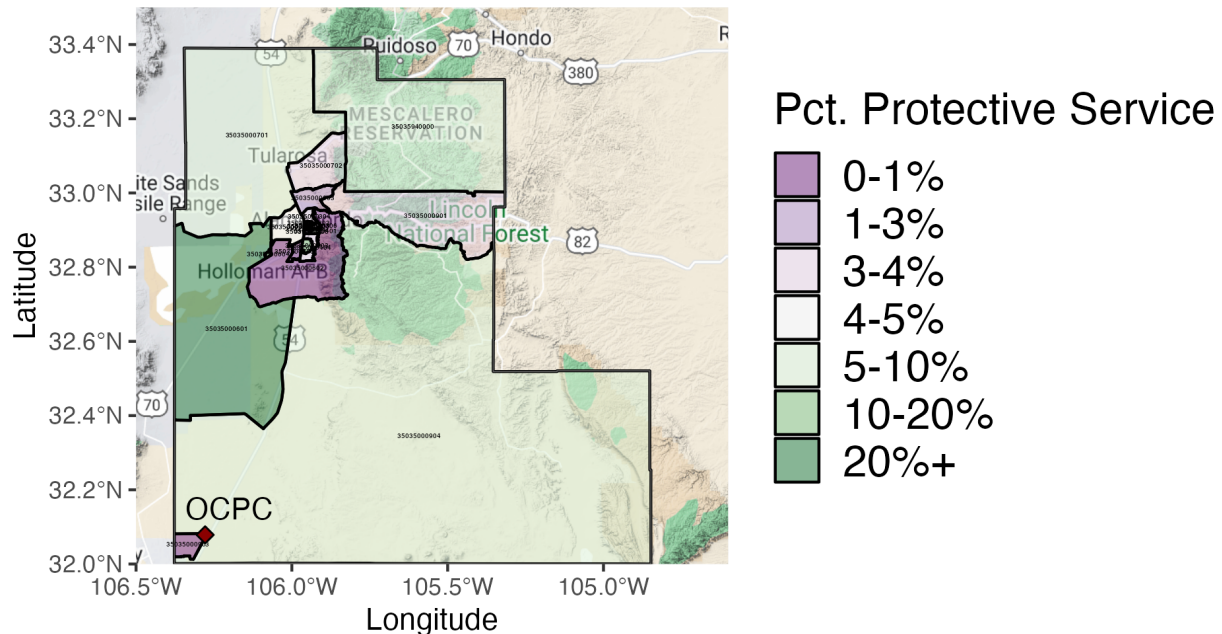 33.4°N
33.2°N
33.0°N
32.8°N
32.6°N
32.4°N
32.2°N
32.0°N
Latitude
106.5°W
106.0°W
105.5°W
105.0°W
Longitude
54
Ruidoso
70
Hondo
R
380
MESCALERO
RESERVATION
35035940000
35035000701
Tularosa
35035000702
ite Sands
sile Range
35035000901
Lincoln
National Forest
82
Holloman AFB
35035000601
54
70
35035000904
OCPC
Pct. Protective Service
0-1%
1-3%
3-4%
4-5%
5-10%
10-20%
20%+